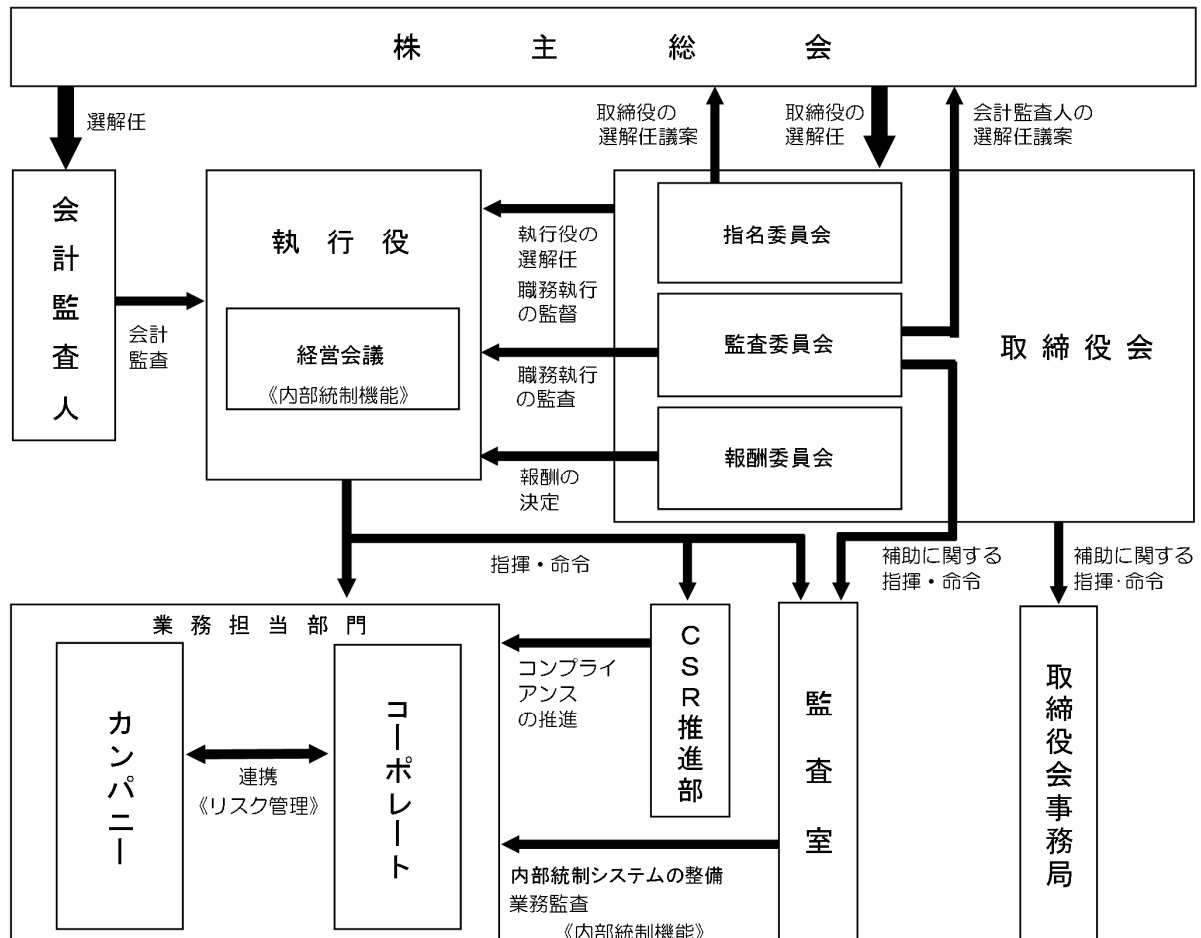 株主総会
選解任
取締役の
選解任議案
取締役の
選解任
会計監査人の
選解任議案
会計監査人
会計
監査
執行役
経営会議
《内部統制機能》
執行役の
選解任
職務執行
の監督
職務執行
の監査
報酬の
決定
指名委員会
監査委員会
報酬委員会
取締役会
指揮・命令
補助に関する
指揮・命令
補助に関する
指揮・命令
業務担当部門
カンパニー
連携
《リスク管理》
コーポレート
コンプライ
アンス
の推進
CSR推進部
監査室
取締役会事務局
内部統制システムの整備
業務監査
《内部統制機能》